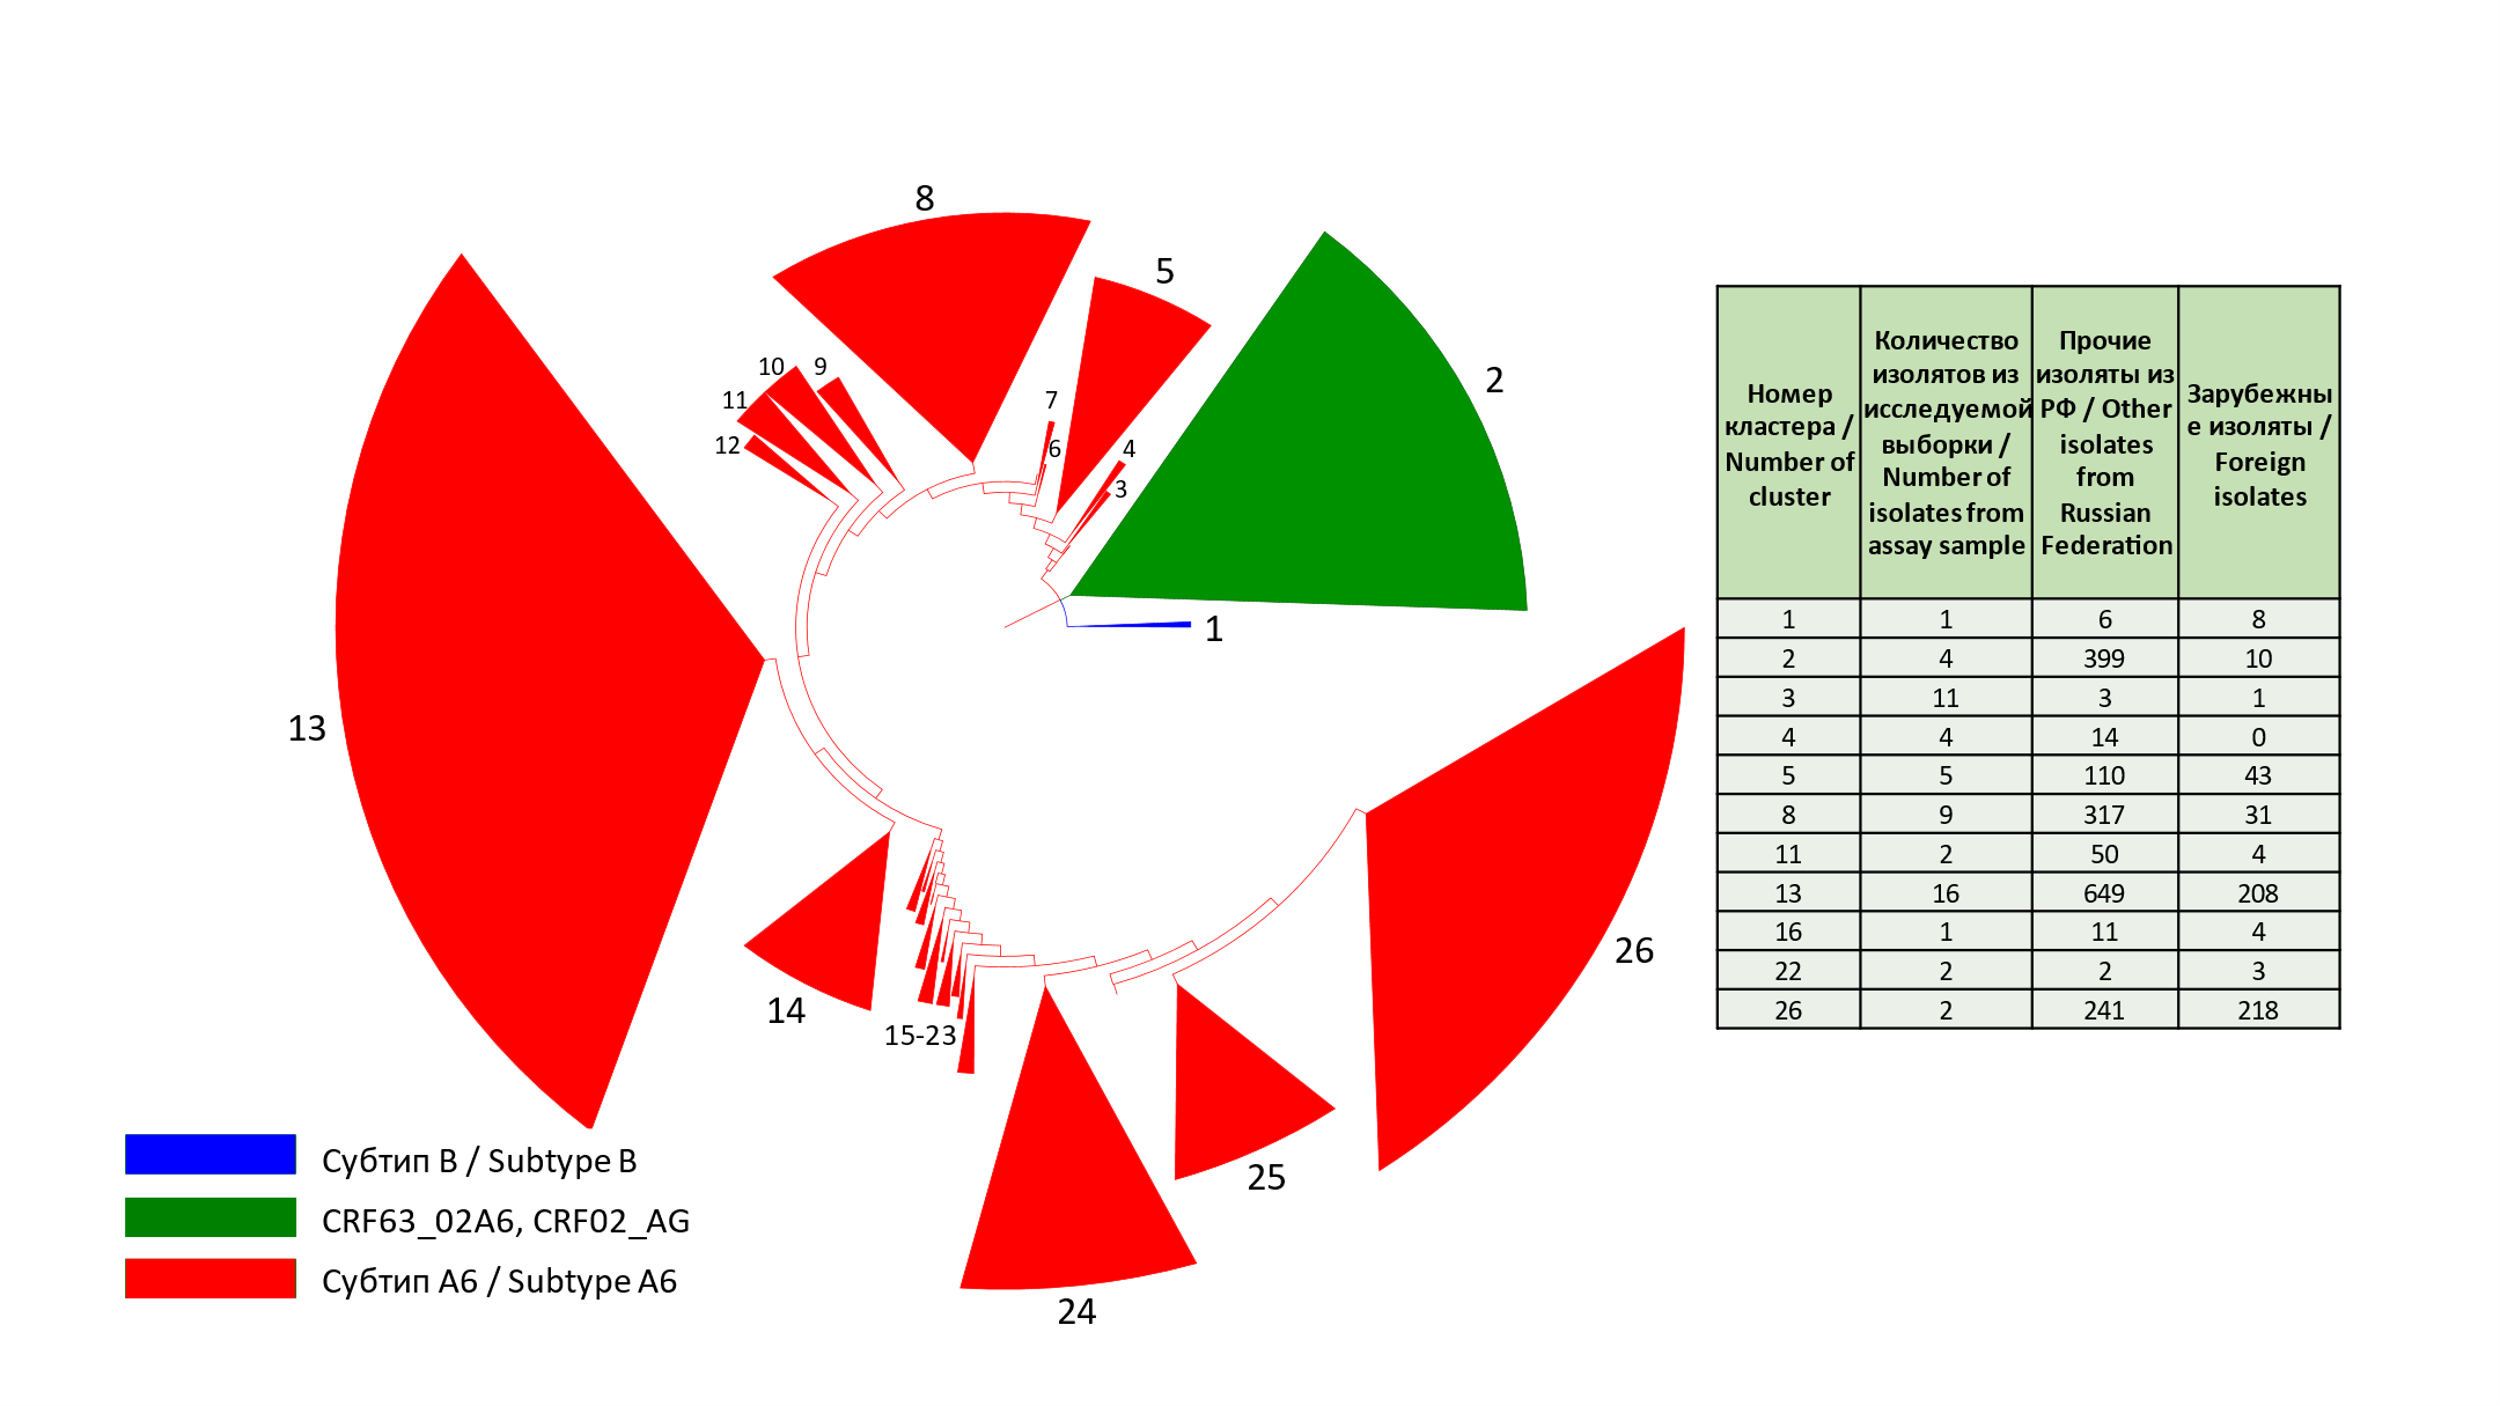 8
5
2
10
9
11
12
7
6
4
3
1
13
26
14
15-23
25
24
Субтип B / Subtype B
CRF63_02A6, CRF02_AG
Субтип A6 / Subtype A6
Номер
кластера /
Number of
cluster
Количество
изолятов из
исследуемой
выборки /
Number of
isolates from
assay sample
Прочие
изоляты из
РФ / Other
isolates
from
Russian
Federation
Зарубежны
е изоляты /
Foreign
isolates
1 1 6 8
2 4 399 10
3 11 3 1
4 4 14 0
5 5 110 43
8 9 317 31
11 2 50 4
13 16 649 208
16 1 11 4
22 2 2 3
26 2 241 218